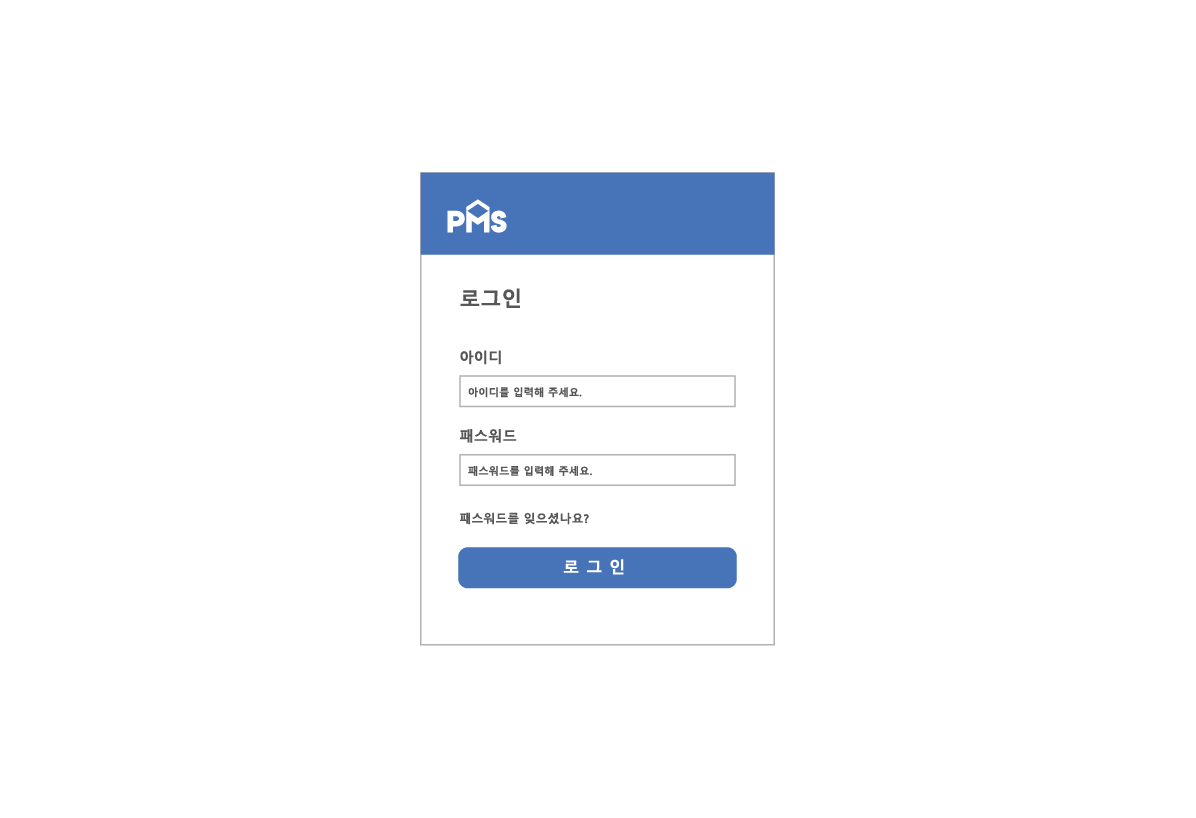 PMS
로그인
아이디
아이디를 입력해 주세요.
패스워드
패스워드를 입력해 주세요.
패스워드를 잊으셨나요?
로 그 인